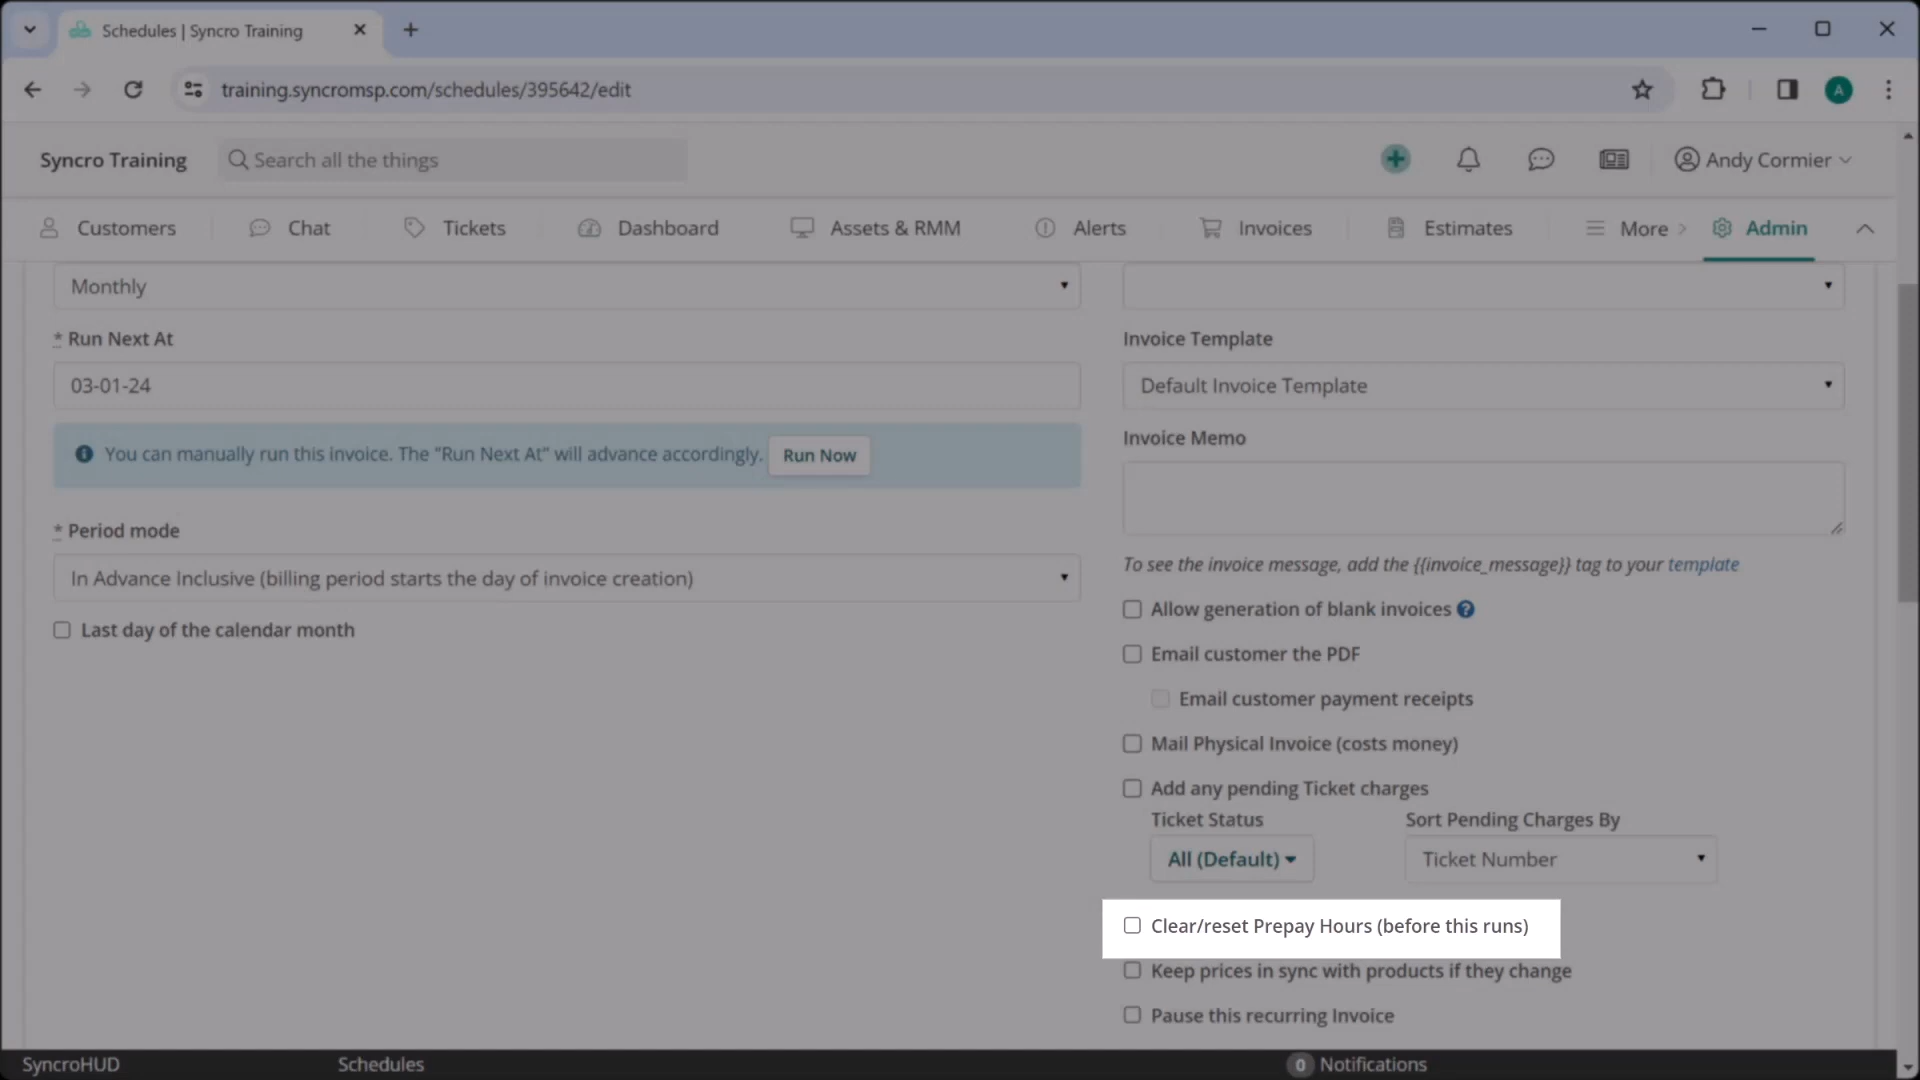 Schedules | Syncro Training
training.syncromsp.com/schedules/395642/edit
A
Syncro Training
Search all the things
Andy Cormier
Customers
Chat
Tickets
Dashboard
Assets & RMM
Alerts
Invoices
Estimates
More
Admin
Monthly
* Run Next At
03-01-24
You can manually run this invoice. The "Run Next At" will advance accordingly. Run Now
* Period mode
In Advance Inclusive (billing period starts the day of invoice creation)
Last day of the calendar month
Invoice Template
Default Invoice Template
Invoice Memo
To see the invoice message, add the {{invoice_message}} tag to your template
Allow generation of blank invoices ?
Email customer the PDF
Email customer payment receipts
Mail Physical Invoice (costs money)
Add any pending Ticket charges
Ticket Status
Sort Pending Charges By
All (Default)
Ticket Number
Clear/reset Prepay Hours (before this runs)
Keep prices in sync with products if they change
Pause this recurring Invoice
SyncroHUD
Schedules
0 Notifications